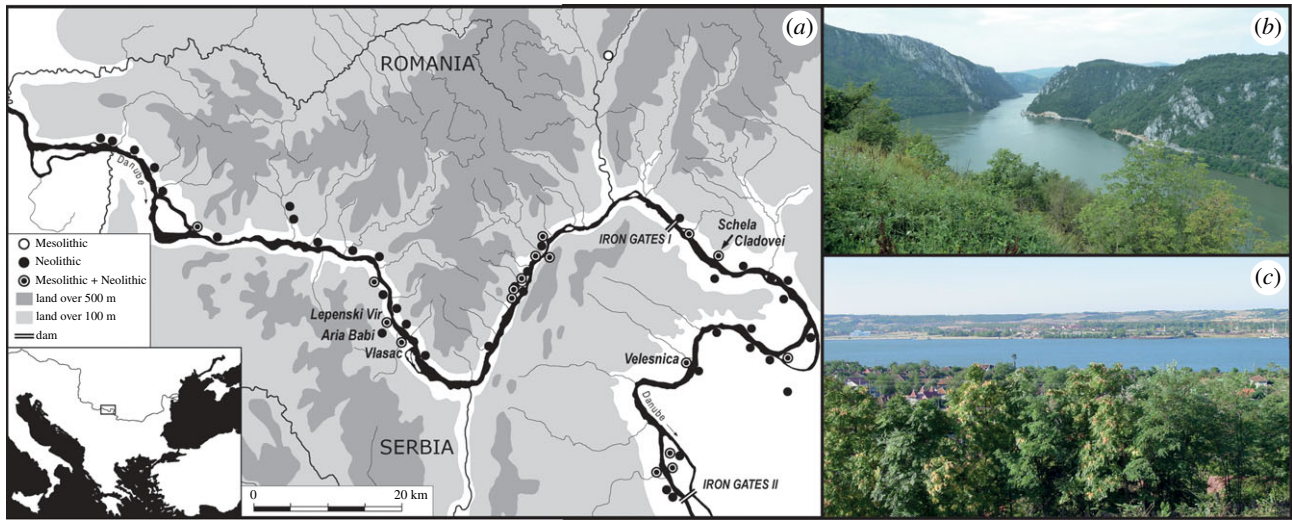 (a)
ROMANIA
Danube
IRON GATES I
Schela
Cladovei
Mesolithic
Neolithic
Mesolithic + Neolithic
land over 500 m
land over 100 m
dam
Lepenski Vir
Aria Babi
Vlasac
Velesnica
Danube
SERBIA
0
20 km
IRON GATES II
(b)
(c)